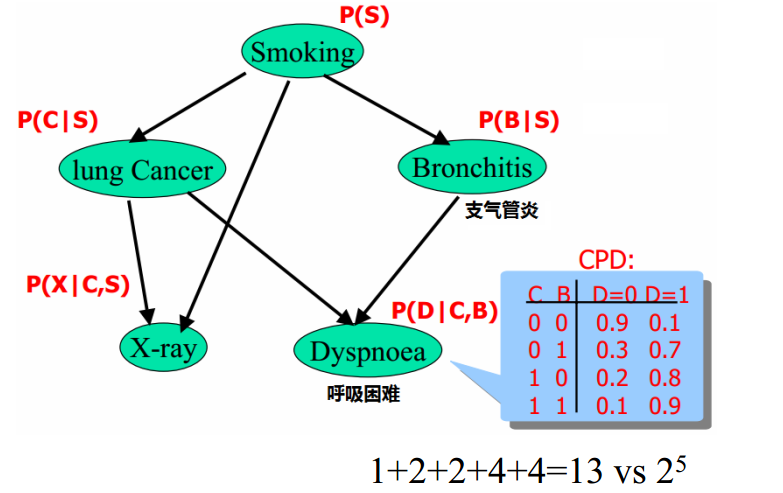 P(S)
Smoking
P(C|S)
P(B|S)
lung Cancer
Bronchitis
支气管炎
P(X|C,S)
P(D|C,B)
X-ray
Dyspnoea
呼吸困难
CPD:
C B D=0 D=1
0 0 0.9 0.1
0 1 0.3 0.7
1 0 0.2 0.8
1 1 0.1 0.9
1+2+2+4+4=13 vs 2⁵